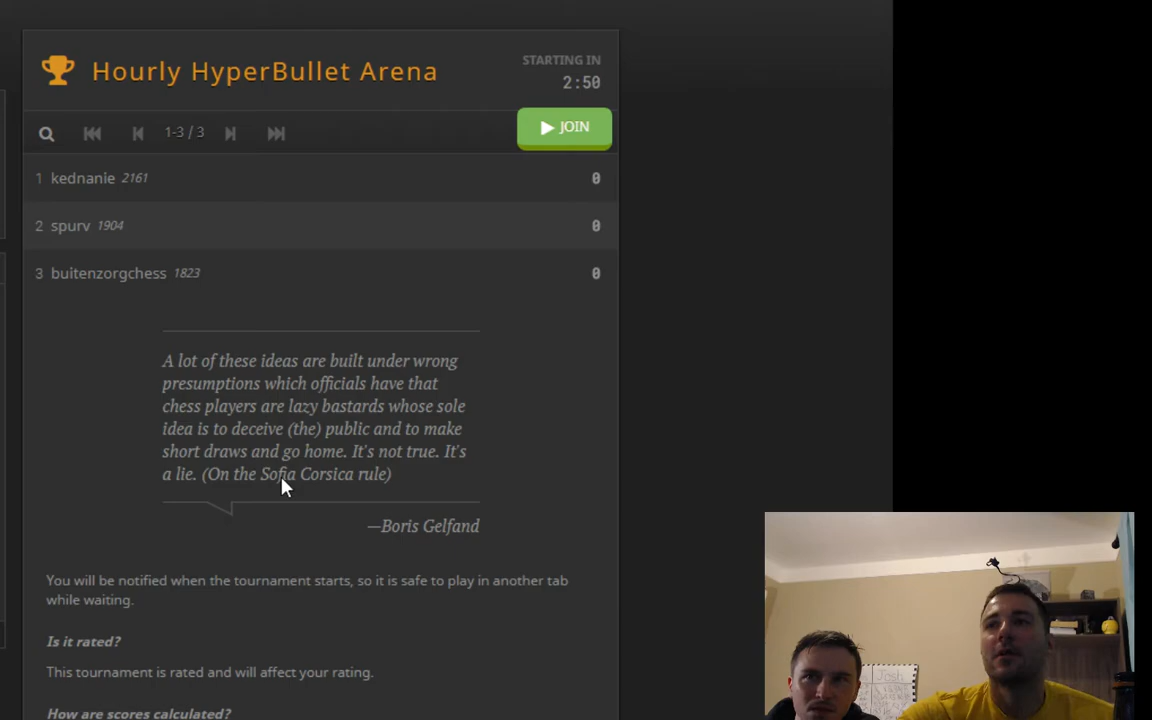 Hourly HyperBullet Arena
STARTING IN
2:50
1-3 / 3
JOIN
1 kednanie 2161 0
2 spurv 1904 0
3 buitenzorgchess 1823 0
A lot of these ideas are built under wrong
presumptions which officials have that
chess players are lazy bastards whose sole
idea is to deceive (the) public and to make
short draws and go home. It's not true. It's
a lie. (On the Sofia Corsica rule)
—Boris Gelfand
You will be notified when the tournament starts, so it is safe to play in another tab
while waiting.
Is it rated?
This tournament is rated and will affect your rating.
How are scores calculated?
Josh